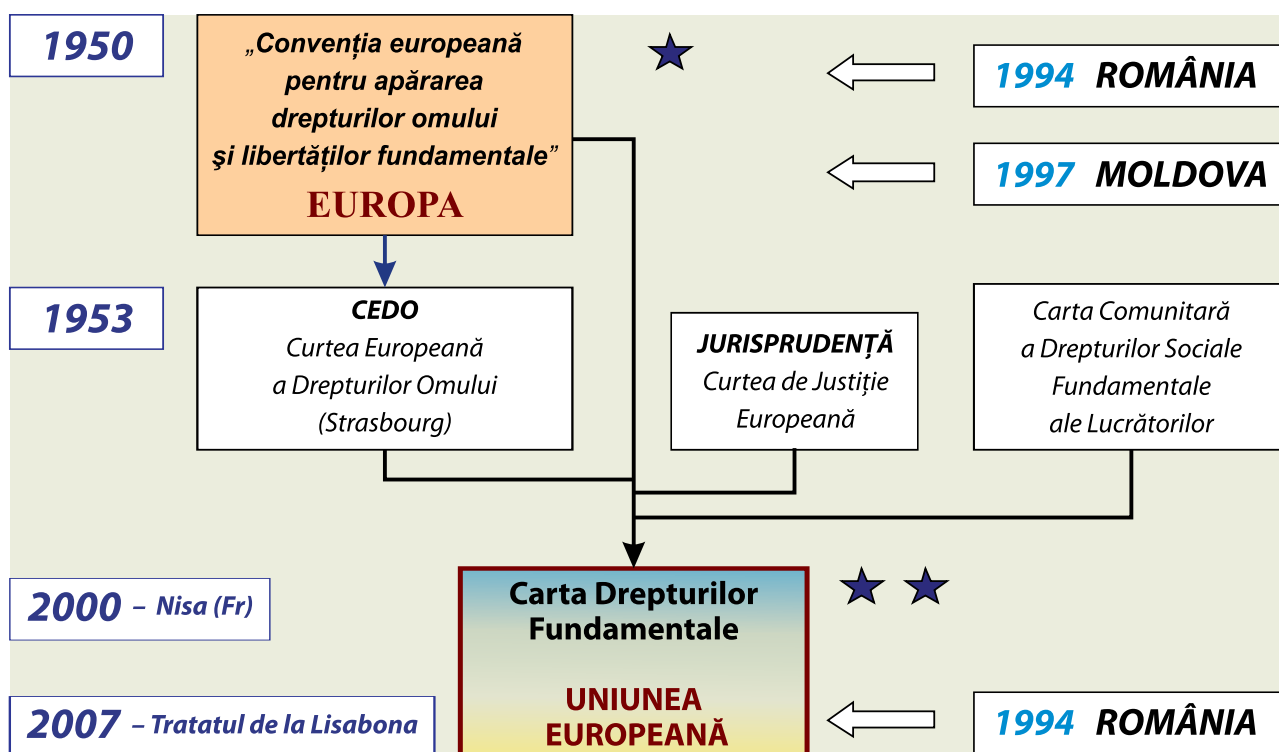 1950
„Convenția europeană
pentru apărarea
drepturilor omului
şi libertăților fundamentale”
EUROPA
1994 ROMÂNIA
1997 MOLDOVA
1953
CEDO
Curtea Europeană
a Drepturilor Omului
(Strasbourg)
JURISPRUDENȚĂ
Curtea de Justiție
Europeană
Carta Comunitară
a Drepturilor Sociale
Fundamentale
ale Lucrătorilor
2000 – Nisa (Fr)
Carta Drepturilor
Fundamentale
UNIUNEA
EUROPEANĂ
2007 – Tratatul de la Lisabona
1994 ROMÂNIA